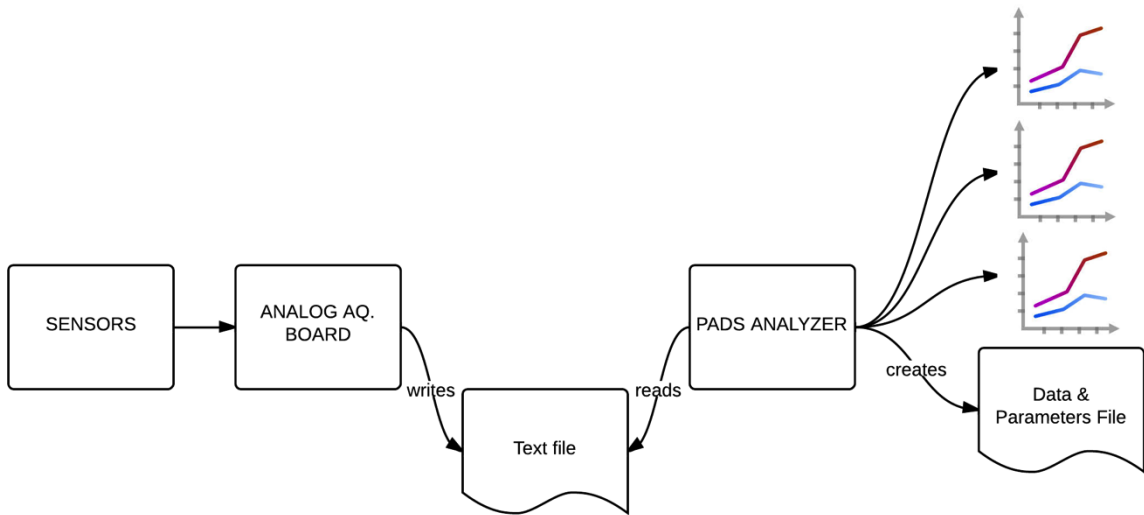 SENSORS
ANALOG AQ.
BOARD
writes
Text file
reads
PADS ANALYZER
creates
Data &
Parameters File